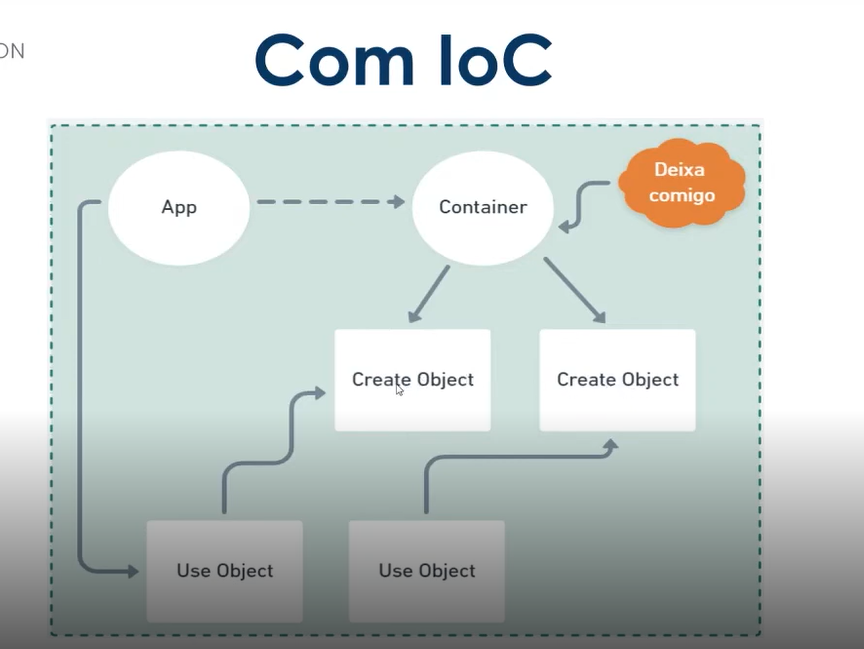 ON
Com IoC
App
Container
Deixa
comigo
Create Object
Create Object
Use Object
Use Object